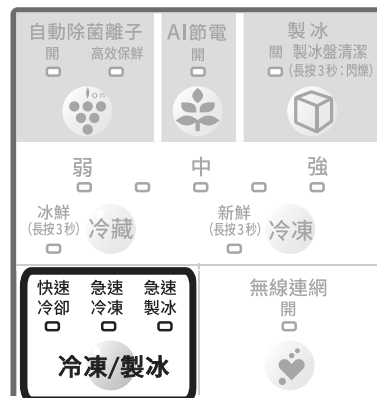 自動除菌離子
開 高效保鮮
ion
AI節電
開
製冰
關 製冰盤清潔
(長按3秒:閃爍)
弱 中 強
冰鮮
(長按3秒)
冷藏
新鮮
(長按3秒)
冷凍
快速
冷卻
急速
冷凍
急速
製冰
冷凍/製冰
無線連網
開